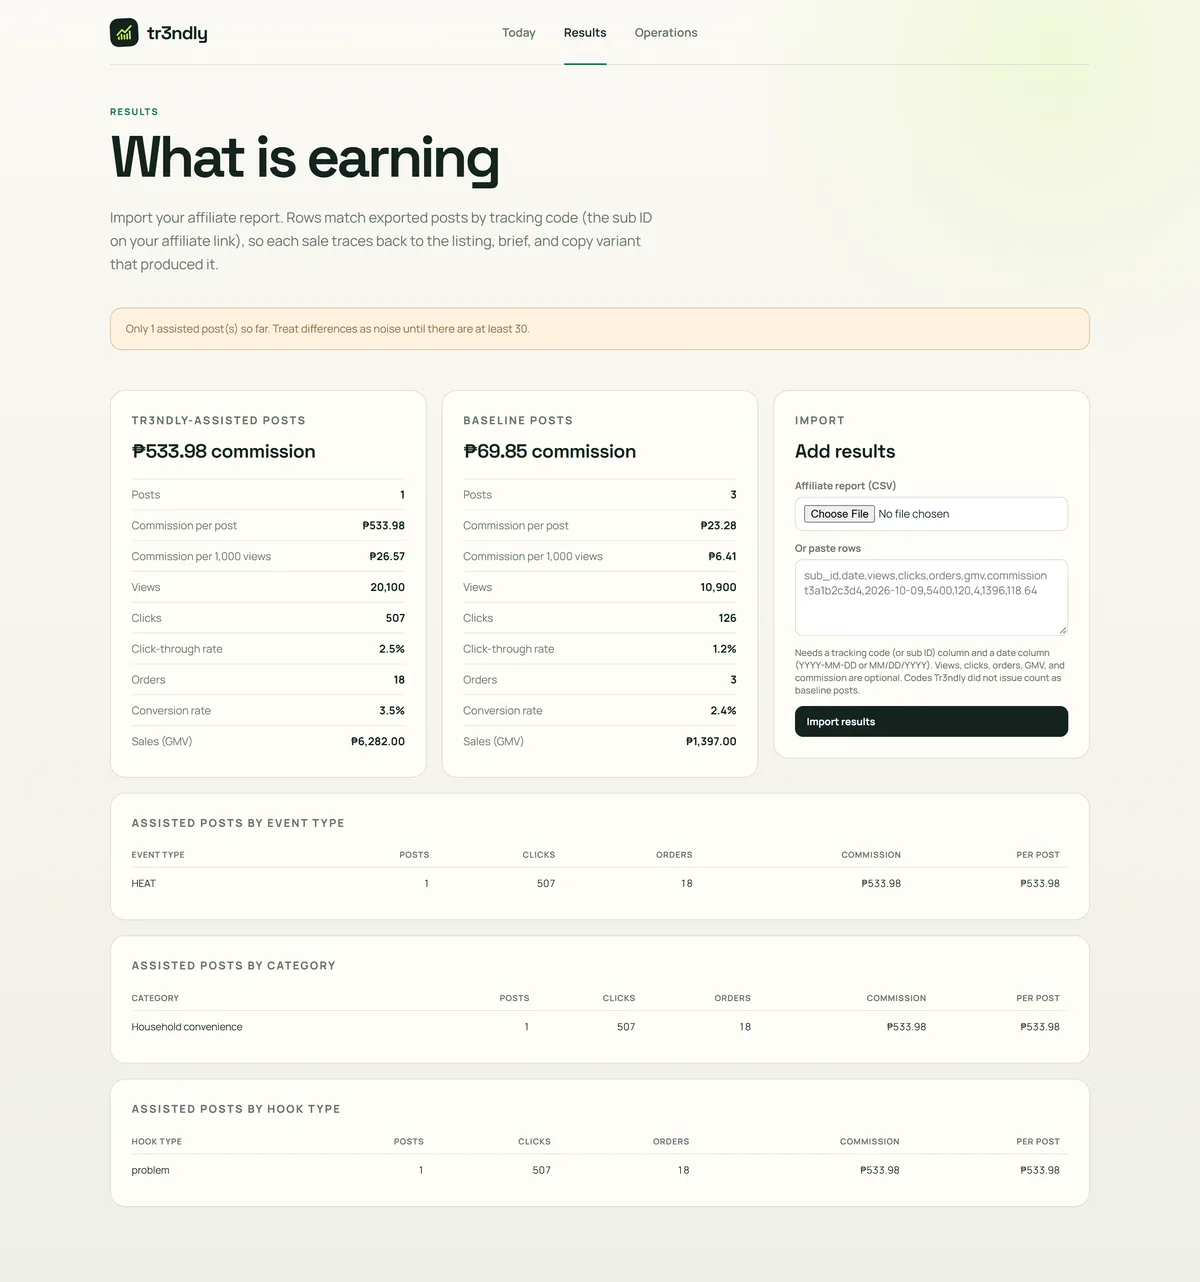 tr3ndly
Today
Results
Operations
RESULTS
What is earning
Import your affiliate report. Rows match exported posts by tracking code (the sub ID
on your affiliate link), so each sale traces back to the listing, brief, and copy variant
that produced it.
Only 1 assisted post(s) so far. Treat differences as noise until there are at least 30.
TR3NDLY-ASSISTED POSTS
₱533.98 commission
Posts 1
Commission per post ₱533.98
Commission per 1,000 views ₱26.57
Views 20,100
Clicks 507
Click-through rate 2.5%
Orders 18
Conversion rate 3.5%
Sales (GMV) ₱6,282.00
BASELINE POSTS
₱69.85 commission
Posts 3
Commission per post ₱23.28
Commission per 1,000 views ₱6.41
Views 10,900
Clicks 126
Click-through rate 1.2%
Orders 3
Conversion rate 2.4%
Sales (GMV) ₱1,397.00
IMPORT
Add results
Affiliate report (CSV)
Choose File No file chosen
Or paste rows
sub_id,date,views,clicks,orders,gmv,commission
t3a1b2c3d4,2026-10-09,5400,120,4,1396,118.64
Needs a tracking code (or sub ID) column and a date column
(YYYY-MM-DD or MM/DD/YYYY). Views, clicks, orders, GMV, and
commission are optional. Codes Tr3ndly did not issue count as
baseline posts.
Import results
ASSISTED POSTS BY EVENT TYPE
EVENT TYPE POSTS CLICKS ORDERS COMMISSION PER POST
HEAT 1 507 18 ₱533.98 ₱533.98
ASSISTED POSTS BY CATEGORY
CATEGORY POSTS CLICKS ORDERS COMMISSION PER POST
Household convenience 1 507 18 ₱533.98 ₱533.98
ASSISTED POSTS BY HOOK TYPE
HOOK TYPE POSTS CLICKS ORDERS COMMISSION PER POST
problem 1 507 18 ₱533.98 ₱533.98